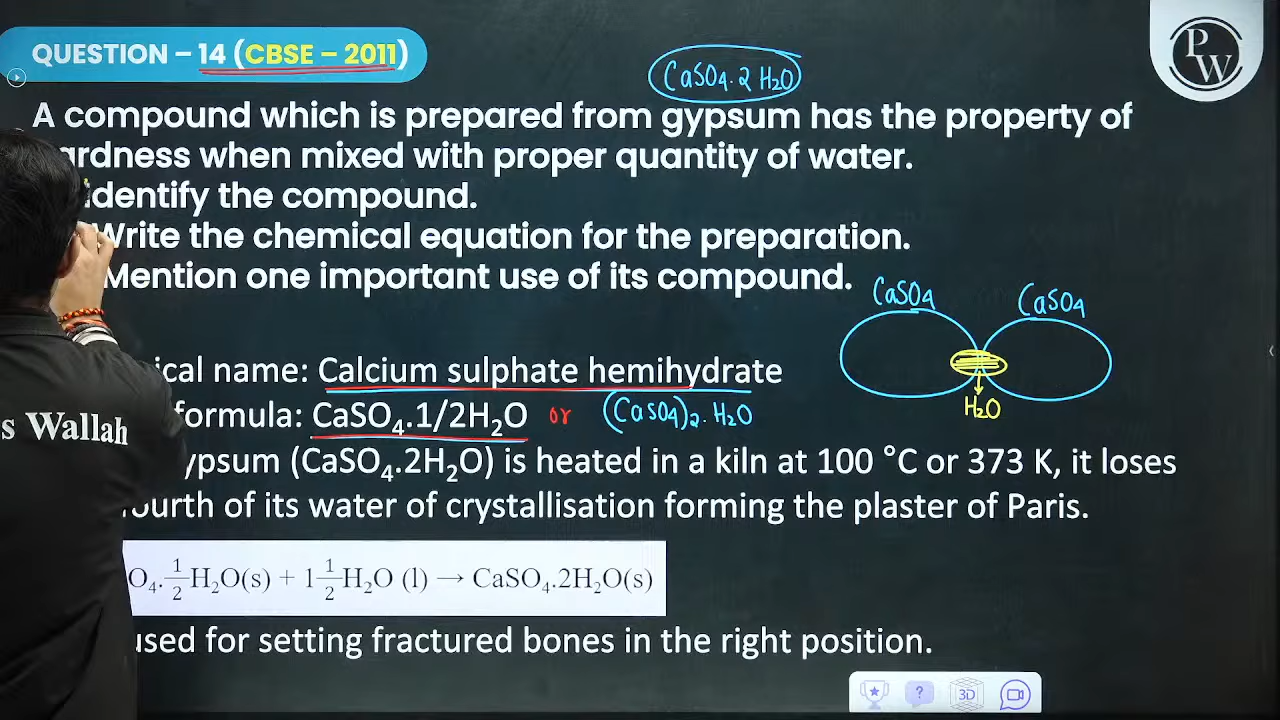 QUESTION – 14 (CBSE – 2011)
CaSO4.2H2O
PW
A compound which is prepared from gypsum has the property of
ardness when mixed with proper quantity of water.
identify the compound.
Write the chemical equation for the preparation.
Mention one important use of its compound.
CaSO4 CaSO4
ical name: Calcium sulphate hemihydrate
formula: CaSO₄.1/2H₂O or (CaSO4)2.H2O
H2O
ypsum (CaSO₄.2H₂O) is heated in a kiln at 100 °C or 373 K, it loses
fourth of its water of crystallisation forming the plaster of Paris.
O₄.1/2H₂O(s) + 1 1/2H₂O (l) → CaSO₄.2H₂O(s)
used for setting fractured bones in the right position.
s Wallah
3D